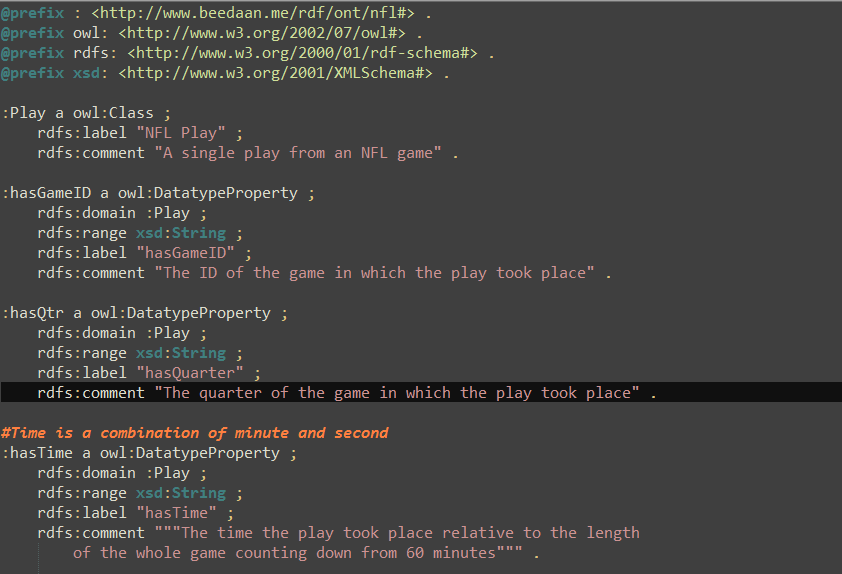 @prefix : <http://www.beedaan.me/rdf/ont/nfl#> .
@prefix owl: <http://www.w3.org/2002/07/owl#> .
@prefix rdfs: <http://www.w3.org/2000/01/rdf-schema#> .
@prefix xsd: <http://www.w3.org/2001/XMLSchema#> .

:Play a owl:Class ;
    rdfs:label "NFL Play" ;
    rdfs:comment "A single play from an NFL game" .

:hasGameID a owl:DatatypeProperty ;
    rdfs:domain :Play ;
    rdfs:range xsd:String ;
    rdfs:label "hasGameID" ;
    rdfs:comment "The ID of the game in which the play took place" .

:hasQtr a owl:DatatypeProperty ;
    rdfs:domain :Play ;
    rdfs:range xsd:String ;
    rdfs:label "hasQuarter" ;
    rdfs:comment "The quarter of the game in which the play took place" .

#Time is a combination of minute and second
:hasTime a owl:DatatypeProperty ;
    rdfs:domain :Play ;
    rdfs:range xsd:String ;
    rdfs:label "hasTime" ;
    rdfs:comment """The time the play took place relative to the length
        of the whole game counting down from 60 minutes""" .